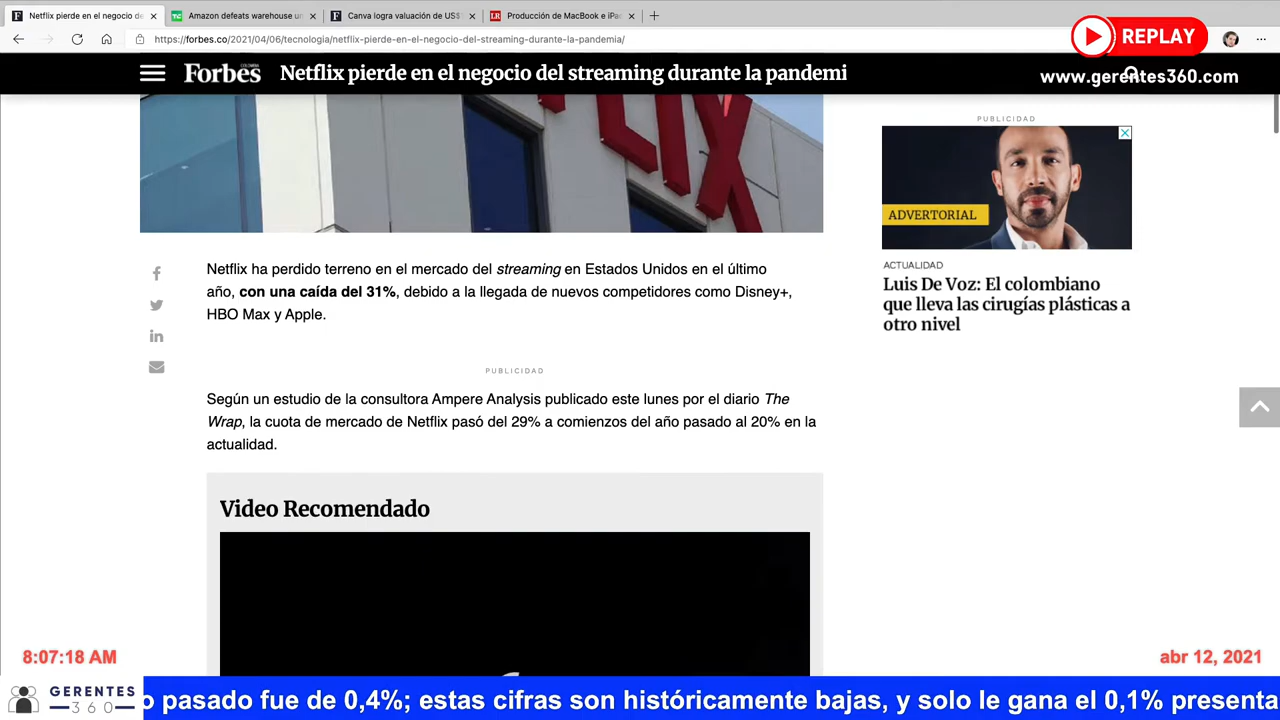 Netflix pierde en el negocio de
Amazon defeats warehouse un
Canva logra valuación de US$
Producción de MacBook e iPa
https://forbes.co/2021/04/06/tecnologia/netflix-pierde-en-el-negocio-del-streaming-durante-la-pandemia/
REPLAY
COLOMBIA
Forbes
Netflix pierde en el negocio del streaming durante la pandemi
www.gerentes360.com
LIX
PUBLICIDAD
ADVERTORIAL
ACTUALIDAD
Luis De Voz: El colombiano
que lleva las cirugías plásticas a
otro nivel
Netflix ha perdido terreno en el mercado del streaming en Estados Unidos en el último
año, con una caída del 31%, debido a la llegada de nuevos competidores como Disney+,
HBO Max y Apple.
PUBLICIDAD
Según un estudio de la consultora Ampere Analysis publicado este lunes por el diario The
Wrap, la cuota de mercado de Netflix pasó del 29% a comienzos del año pasado al 20% en la
actualidad.
Video Recomendado
8:07:18 AM
abr 12, 2021
GERENTES
360
o pasado fue de 0,4%; estas cifras son históricamente bajas, y solo le gana el 0,1% presenta